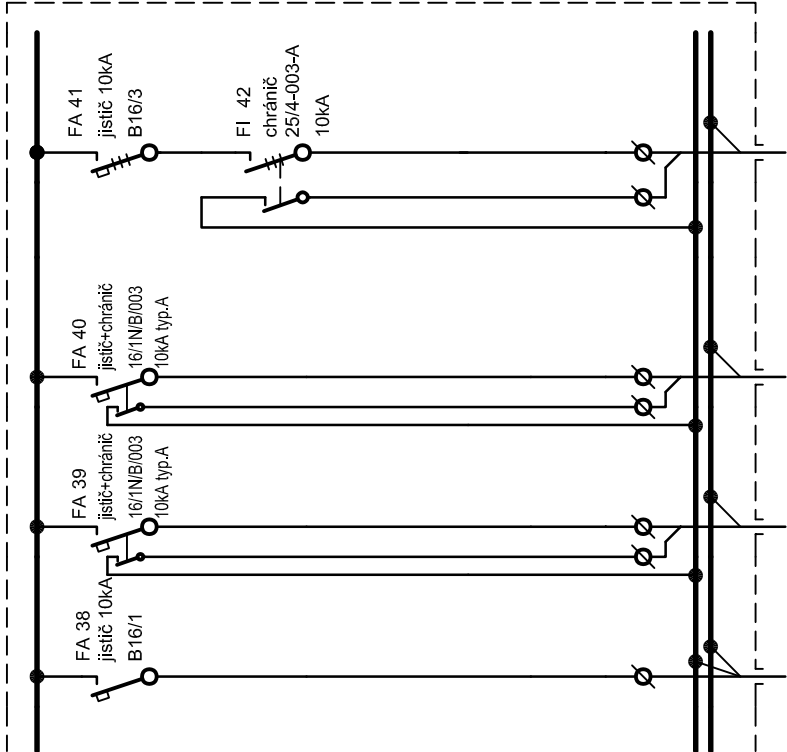 FA 41
jistič 10kA
B16/3
FI 42
chránič
25/4-003-A
10kA
FA 40
jistič+chránič
16/1N/B/003
10kA typ.A
FA 39
jistič+chránič
16/1N/B/003
10kA typ.A
FA 38
jistič 10kA
B16/1